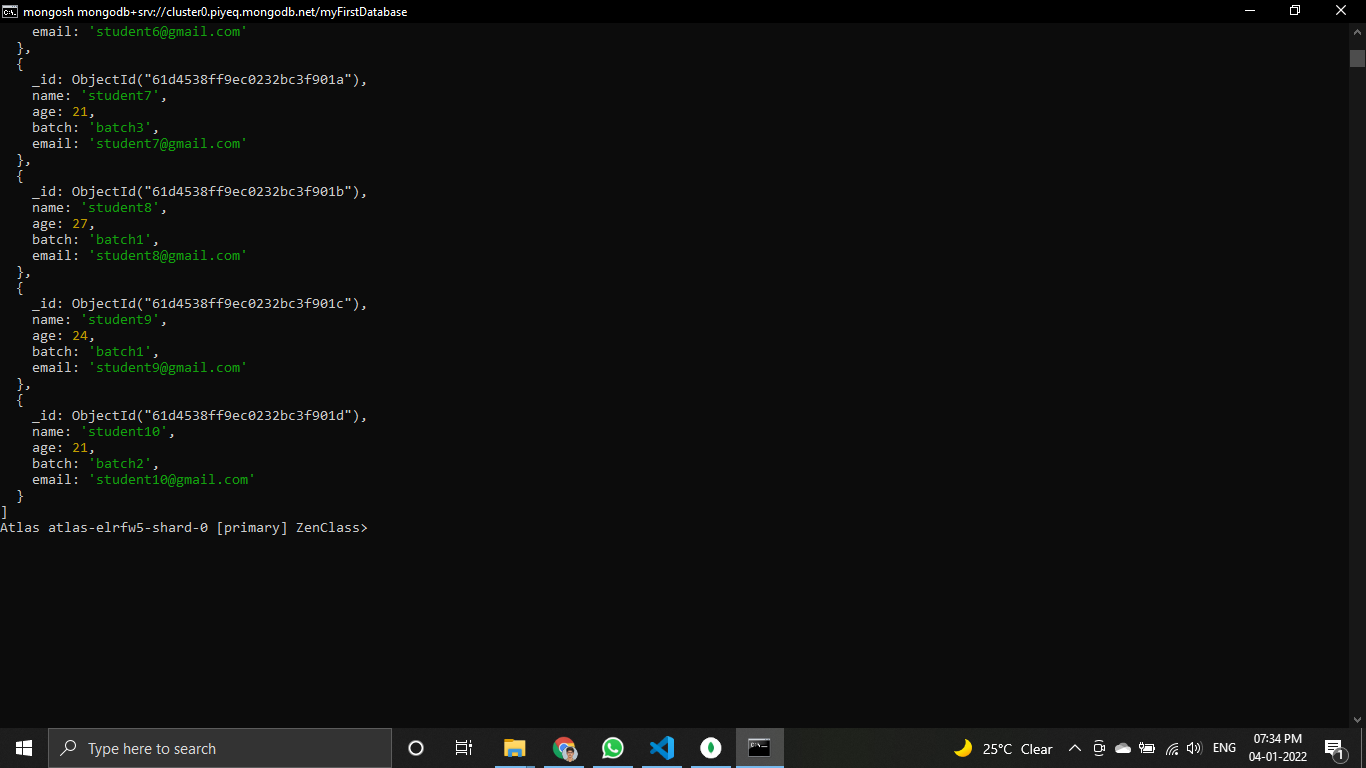 mongosh mongodb+srv://cluster0.piyeq.mongodb.net/myFirstDatabase
email: 'student6@gmail.com'
},
{
_id: ObjectId("61d4538ff9ec0232bc3f901a"),
name: 'student7',
age: 21,
batch: 'batch3',
email: 'student7@gmail.com'
},
{
_id: ObjectId("61d4538ff9ec0232bc3f901b"),
name: 'student8',
age: 27,
batch: 'batch1',
email: 'student8@gmail.com'
},
{
_id: ObjectId("61d4538ff9ec0232bc3f901c"),
name: 'student9',
age: 24,
batch: 'batch1',
email: 'student9@gmail.com'
},
{
_id: ObjectId("61d4538ff9ec0232bc3f901d"),
name: 'student10',
age: 21,
batch: 'batch2',
email: 'student10@gmail.com'
}
]
Atlas atlas-elrfw5-shard-0 [primary] ZenClass>
Type here to search
25°C Clear
ENG
07:34 PM
04-01-2022
1